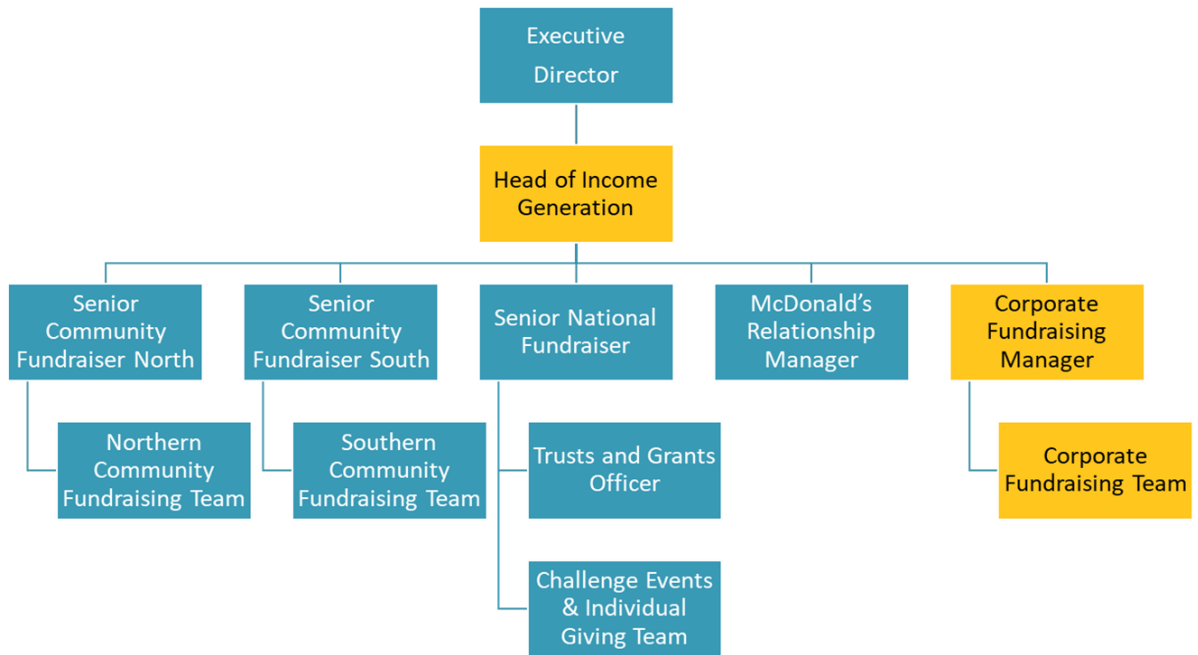 Executive
Director
Head of Income
Generation
Senior
Community
Fundraiser North
Senior
Community
Fundraiser South
Senior National
Fundraiser
McDonald’s
Relationship
Manager
Corporate
Fundraising
Manager
Northern
Community
Fundraising Team
Southern
Community
Fundraising Team
Trusts and Grants
Officer
Corporate
Fundraising Team
Challenge Events
& Individual
Giving Team